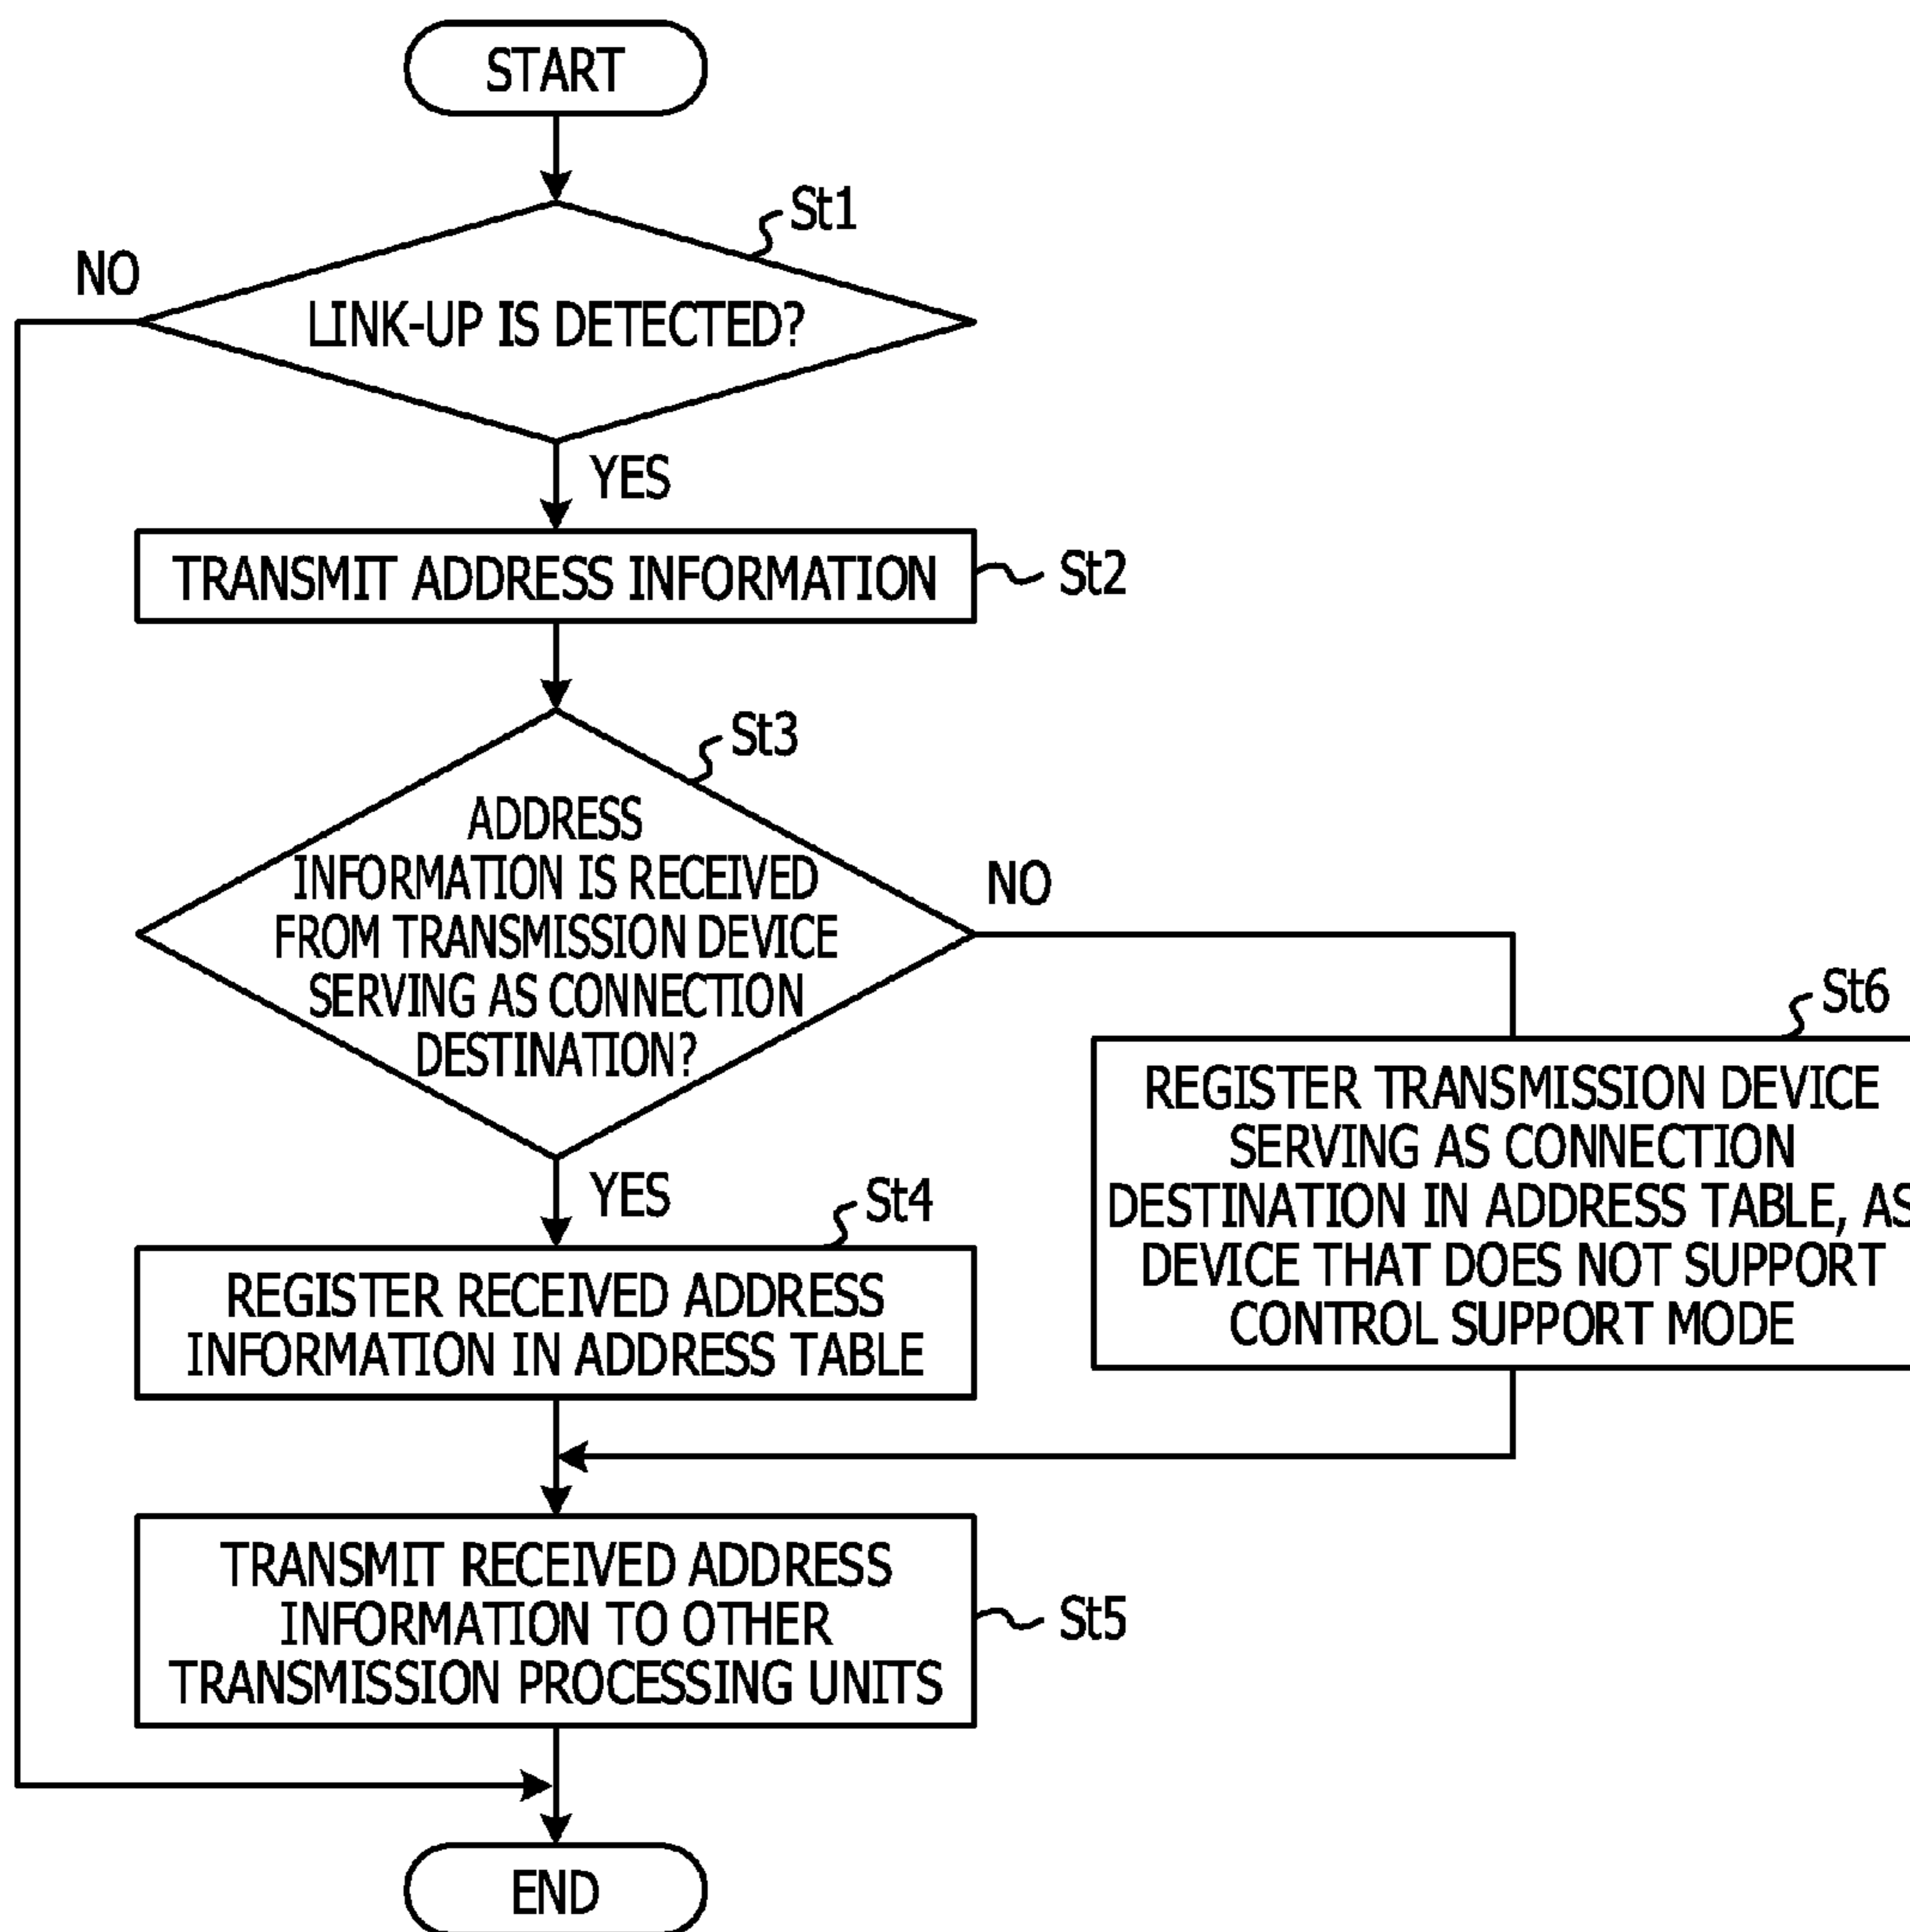 START
St1
NO
LINK-UP IS DETECTED?
YES
TRANSMIT ADDRESS INFORMATION
St2
St3
ADDRESS
INFORMATION IS RECEIVED
FROM TRANSMISSION DEVICE
SERVING AS CONNECTION
DESTINATION?
NO
St6
REGISTER TRANSMISSION DEVICE
SERVING AS CONNECTION
DESTINATION IN ADDRESS TABLE, AS
DEVICE THAT DOES NOT SUPPORT
CONTROL SUPPORT MODE
YES
St4
REGISTER RECEIVED ADDRESS
INFORMATION IN ADDRESS TABLE
TRANSMIT RECEIVED ADDRESS
INFORMATION TO OTHER
TRANSMISSION PROCESSING UNITS
St5
END